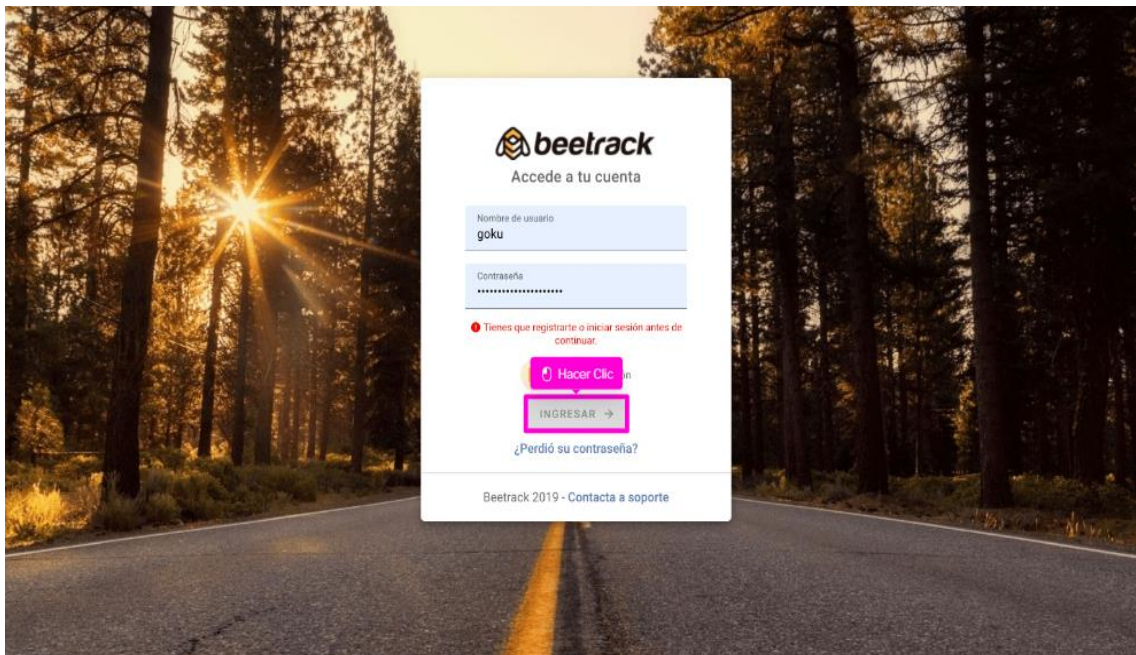 beetrack
Accede a tu cuenta
Nombre de usuario
goku
Contraseña
•••••••••••••••••••••
Tienes que registrarte o iniciar sesión antes de
continuar.
Hacer Clic
INGRESAR →
¿Perdió su contraseña?
Beetrack 2019 - Contacta a soporte